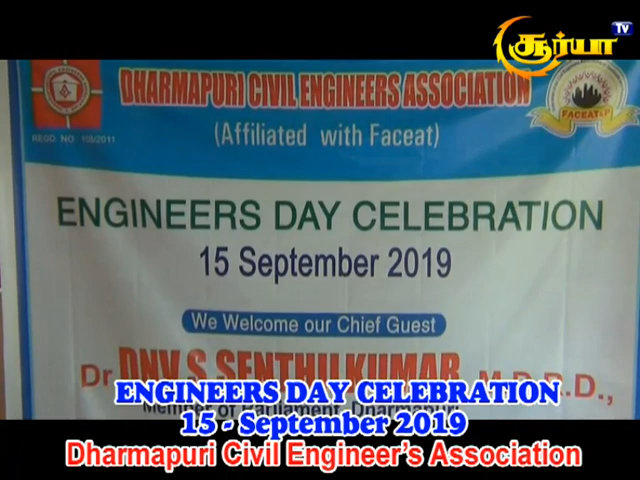 சூர்யா TV
DHARMAPURI CIVIL ENGINEERS ASSOCIATION
REGD. NO. 108/2011
(Affiliated with Faceat)
FACEAT
ENGINEERS DAY CELEBRATION
15 September 2019
We Welcome our Chief Guest
Dr. DNV.S.SENTHILKUMAR
Member of Parliament, Dharmapuri
ENGINEERS DAY CELEBRATION
15 - September 2019
Dharmapuri Civil Engineer's Association